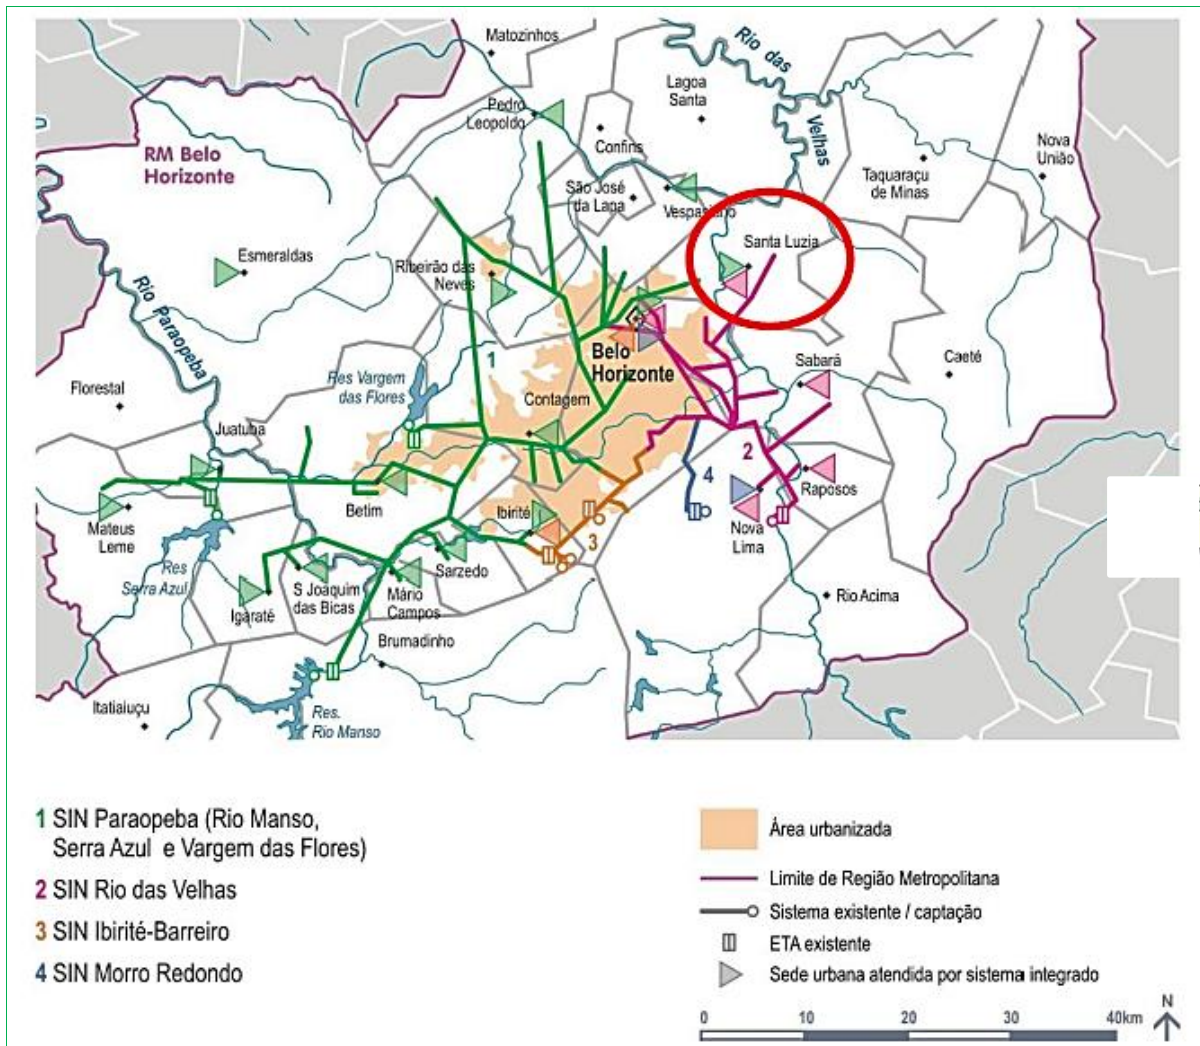 Matozinhos
Rio das
Velhas
Lagoa
Santa
Pedro
Leopoldo
Confins
Nova
União
RM Belo
Horizonte
Taquaraçu
de Minas
São José
da Lapa
Vespasiano
Santa Luzia
Esmeraldas
Ribeirão das
Neves
Rio Paraopeba
1
Belo
Horizonte
Sabará
Caeté
Res Vargem
das Flores
Florestal
Contagem
Juatuba
2
4
Raposos
Betim
Ibirité
Nova
Lima
Mateus
Leme
3
Res
Serra Azul
Sarzedo
S Joaquim
das Bicas
Mário
Campos
Igaraté
Rio Acima
Brumadinho
Itatiaiuçu
Res.
Rio Manso
1 SIN Paraopeba (Rio Manso,
Serra Azul e Vargem das Flores)
2 SIN Rio das Velhas
3 SIN Ibirité-Barreiro
4 SIN Morro Redondo
Área urbanizada
Limite de Região Metropolitana
Sistema existente / captação
ETA existente
Sede urbana atendida por sistema integrado
0 10 20 30 40km
N